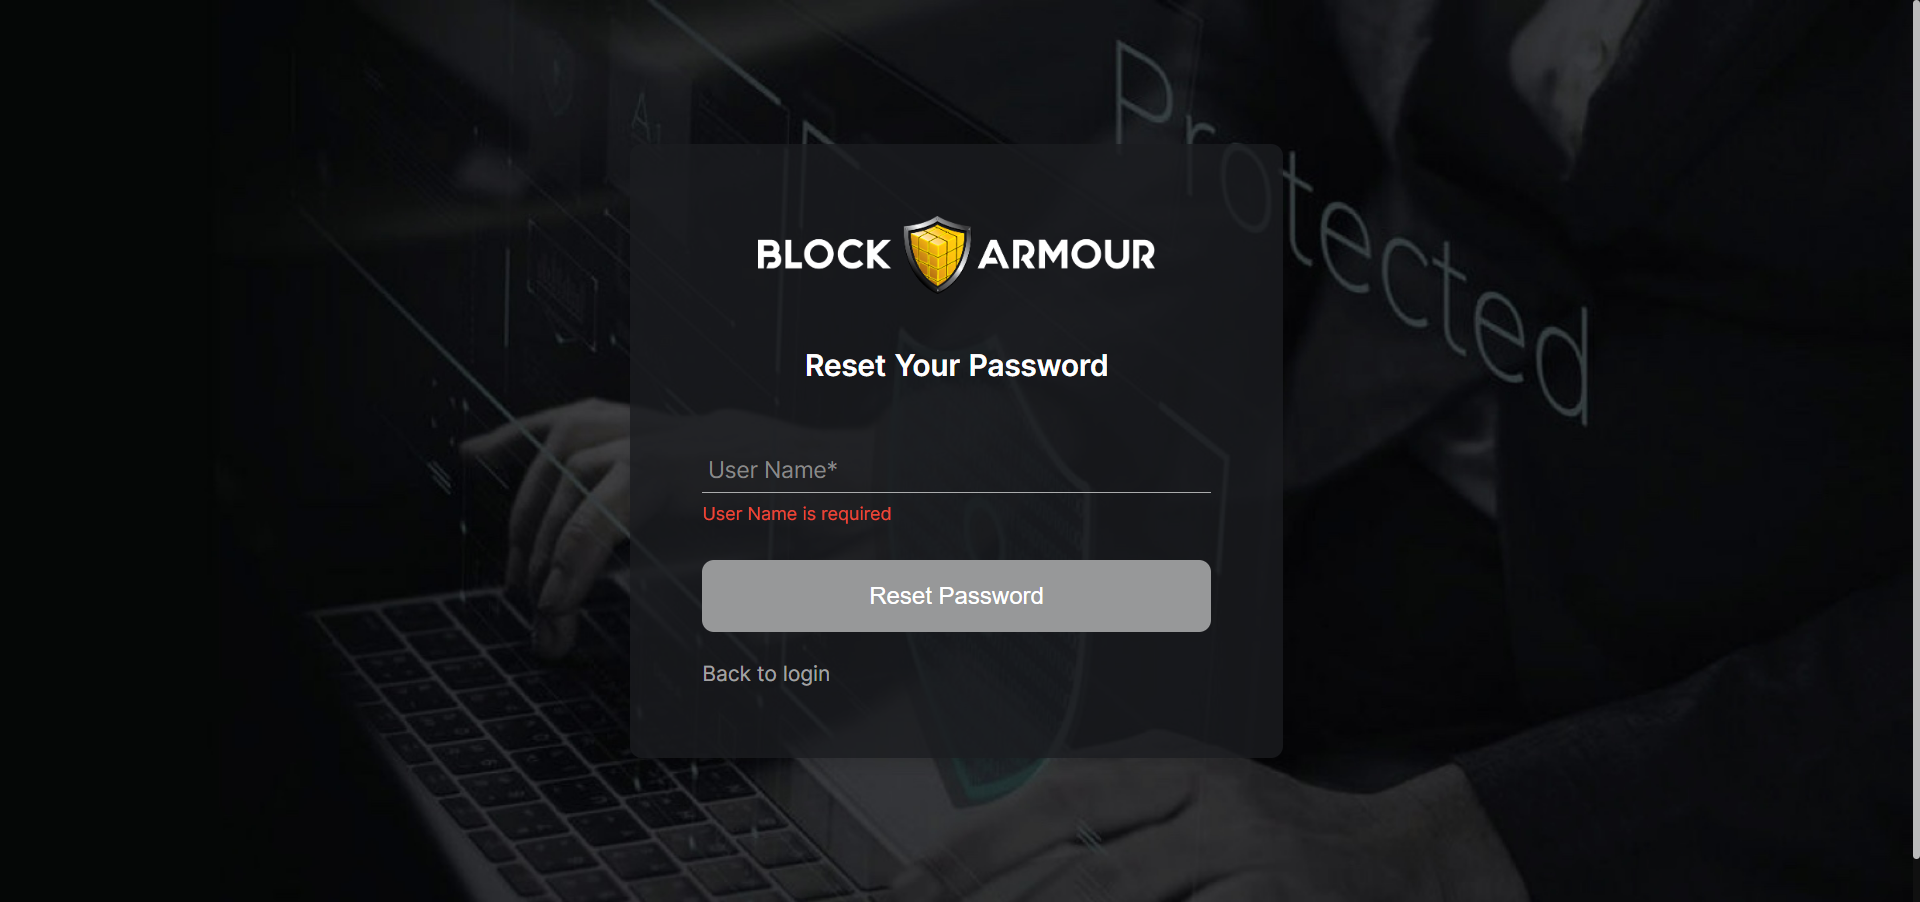 Protected
BLOCK ARMOUR
Reset Your Password
User Name*
User Name is required
Reset Password
Back to login